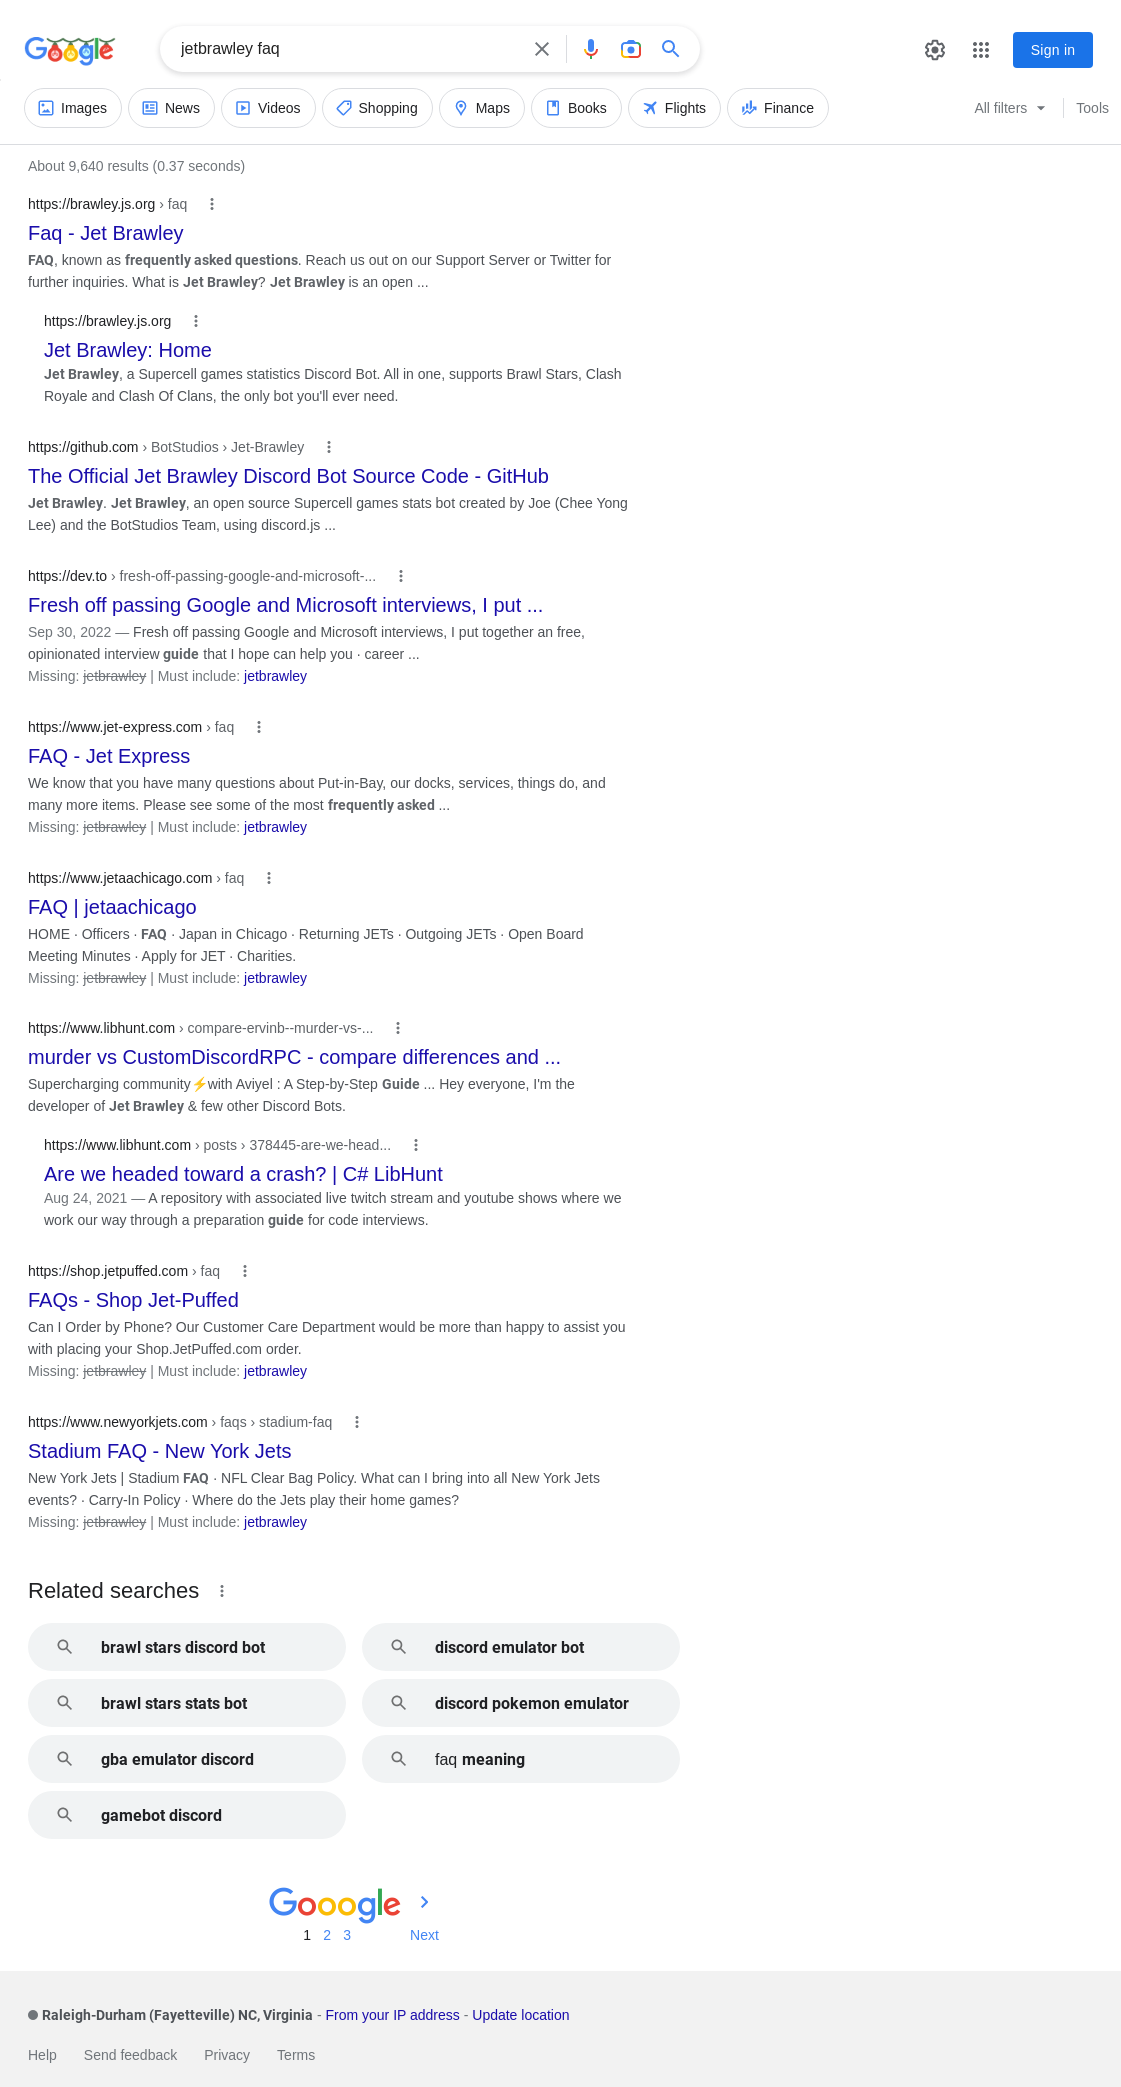 Google
jetbrawley faq
Sign in
Images
News
Videos
Shopping
Maps
Books
Flights
Finance
All filters
Tools
About 9,640 results (0.37 seconds)
https://brawley.js.org › faq
Faq - Jet Brawley
FAQ, known as frequently asked questions. Reach us out on our Support Server or Twitter for
further inquiries. What is Jet Brawley? Jet Brawley is an open ...
https://brawley.js.org
Jet Brawley: Home
Jet Brawley, a Supercell games statistics Discord Bot. All in one, supports Brawl Stars, Clash
Royale and Clash Of Clans, the only bot you'll ever need.
https://github.com › BotStudios › Jet-Brawley
The Official Jet Brawley Discord Bot Source Code - GitHub
Jet Brawley. Jet Brawley, an open source Supercell games stats bot created by Joe (Chee Yong
Lee) and the BotStudios Team, using discord.js ...
https://dev.to › fresh-off-passing-google-and-microsoft-...
Fresh off passing Google and Microsoft interviews, I put ...
Sep 30, 2022 — Fresh off passing Google and Microsoft interviews, I put together an free,
opinionated interview guide that I hope can help you · career ...
Missing: jetbrawley | Must include: jetbrawley
https://www.jet-express.com › faq
FAQ - Jet Express
We know that you have many questions about Put-in-Bay, our docks, services, things do, and
many more items. Please see some of the most frequently asked ...
Missing: jetbrawley | Must include: jetbrawley
https://www.jetaachicago.com › faq
FAQ | jetaachicago
HOME · Officers · FAQ · Japan in Chicago · Returning JETs · Outgoing JETs · Open Board
Meeting Minutes · Apply for JET · Charities.
Missing: jetbrawley | Must include: jetbrawley
https://www.libhunt.com › compare-ervinb--murder-vs-...
murder vs CustomDiscordRPC - compare differences and ...
Supercharging community⚡with Aviyel : A Step-by-Step Guide ... Hey everyone, I'm the
developer of Jet Brawley & few other Discord Bots.
https://www.libhunt.com › posts › 378445-are-we-head...
Are we headed toward a crash? | C# LibHunt
Aug 24, 2021 — A repository with associated live twitch stream and youtube shows where we
work our way through a preparation guide for code interviews.
https://shop.jetpuffed.com › faq
FAQs - Shop Jet-Puffed
Can I Order by Phone? Our Customer Care Department would be more than happy to assist you
with placing your Shop.JetPuffed.com order.
Missing: jetbrawley | Must include: jetbrawley
https://www.newyorkjets.com › faqs › stadium-faq
Stadium FAQ - New York Jets
New York Jets | Stadium FAQ · NFL Clear Bag Policy. What can I bring into all New York Jets
events? · Carry-In Policy · Where do the Jets play their home games?
Missing: jetbrawley | Must include: jetbrawley
Related searches
brawl stars discord bot
discord emulator bot
brawl stars stats bot
discord pokemon emulator
gba emulator discord
faq meaning
gamebot discord
Gooogle
1 2 3 Next
Raleigh-Durham (Fayetteville) NC, Virginia - From your IP address - Update location
Help Send feedback Privacy Terms